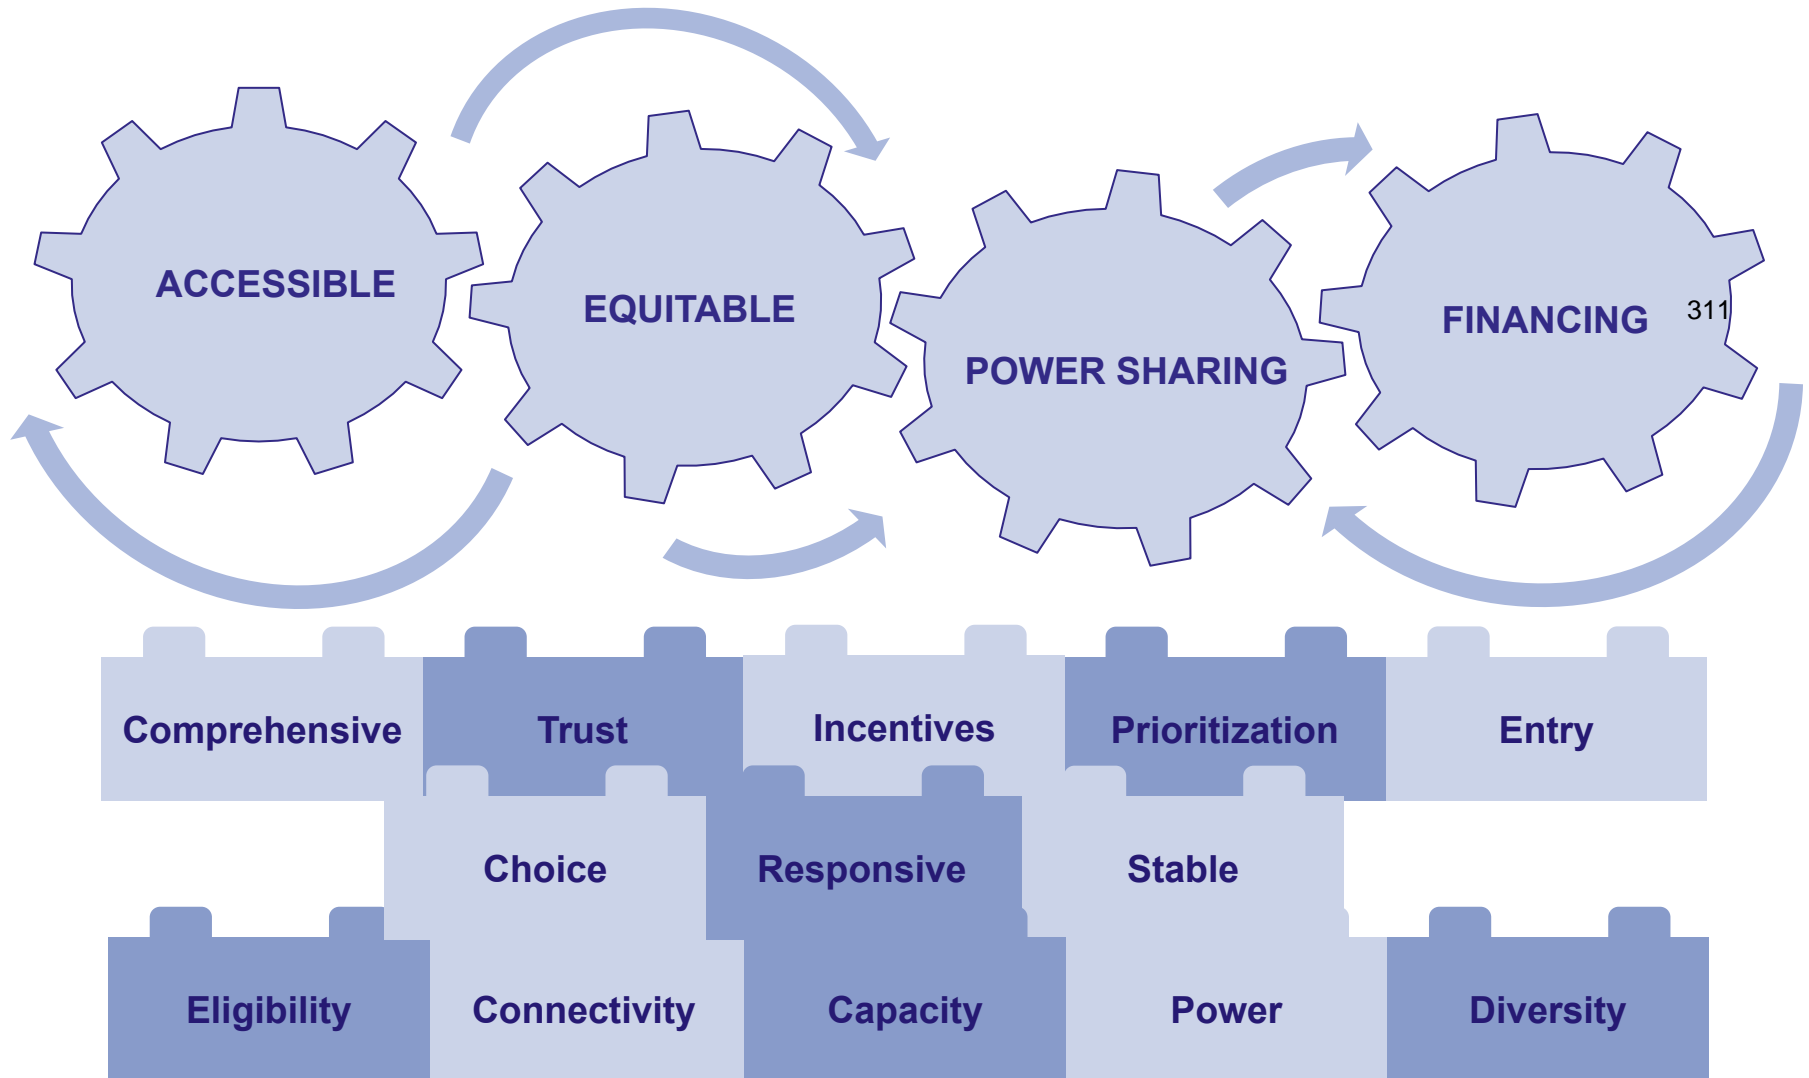 ACCESSIBLE
EQUITABLE
POWER SHARING
FINANCING
311
Comprehensive
Trust
Incentives
Prioritization
Entry
Choice
Responsive
Stable
Eligibility
Connectivity
Capacity
Power
Diversity